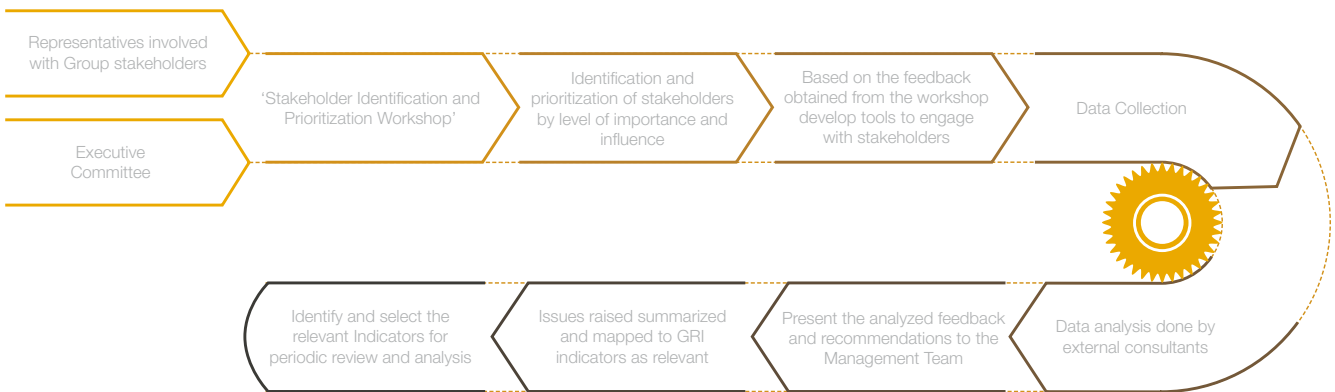 Representatives involved
with Group stakeholders
Executive
Committee
‘Stakeholder Identification and
Prioritization Workshop’
Identification and
prioritization of stakeholders
by level of importance and
influence
Based on the feedback
obtained from the workshop
develop tools to engage
with stakeholders
Data Collection
Data analysis done by
external consultants
Present the analyzed feedback
and recommendations to the
Management Team
Issues raised summarized
and mapped to GRI
indicators as relevant
Identify and select the
relevant Indicators for
periodic review and analysis